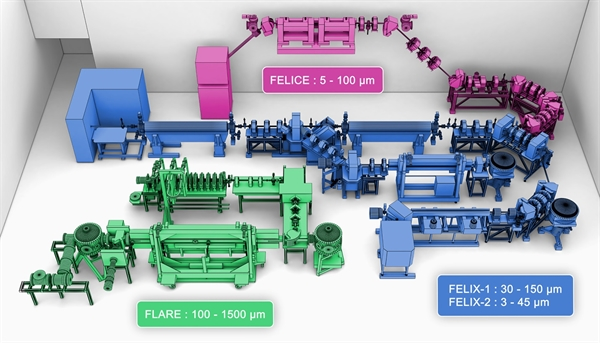 FELICE : 5 - 100 µm
FLARE : 100 - 1500 µm
FELIX-1 : 30 - 150 µm
FELIX-2 : 3 - 45 µm